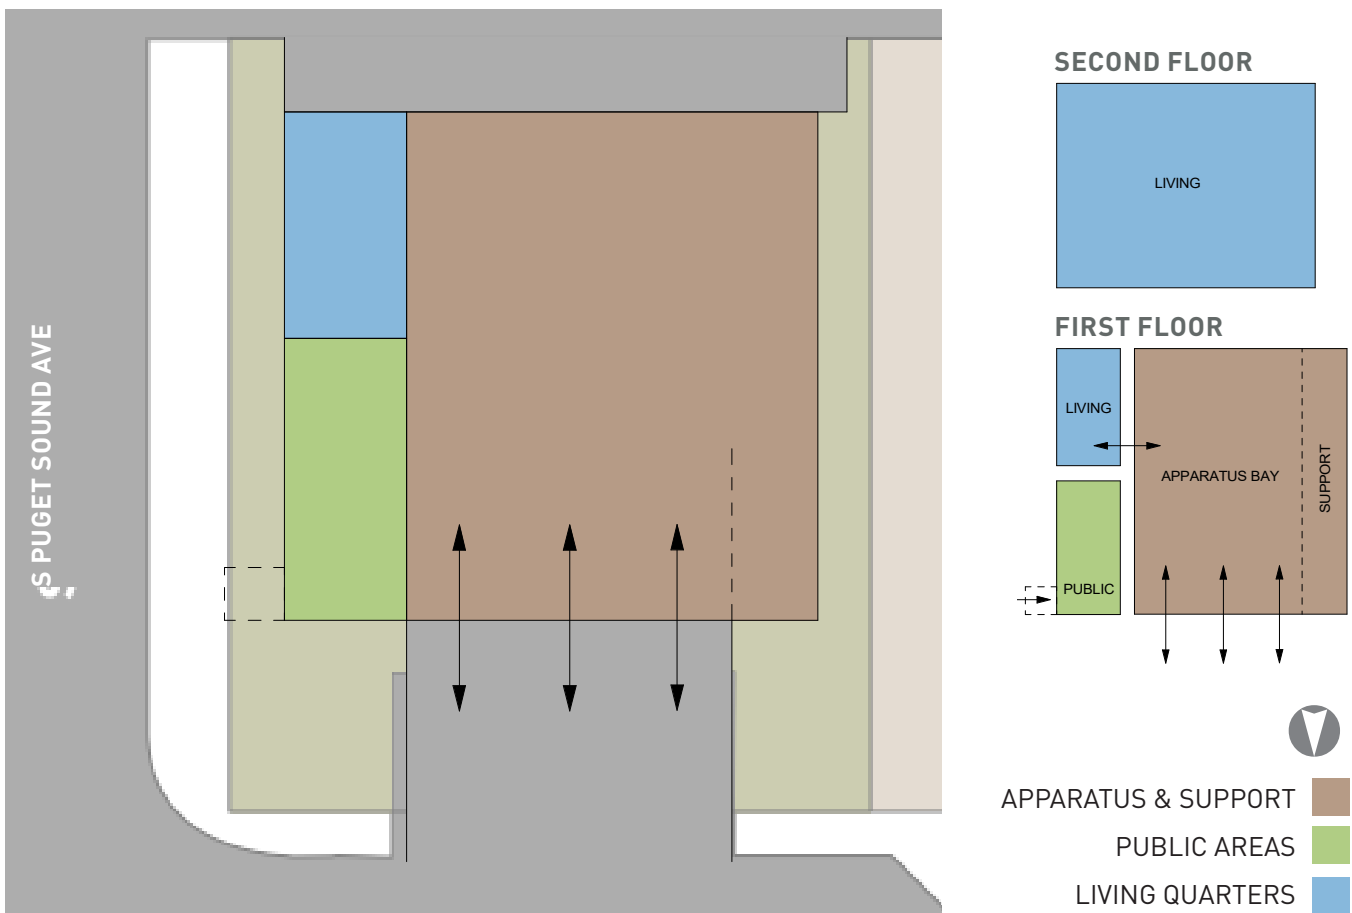 S PUGET SOUND AVE
SECOND FLOOR
LIVING
FIRST FLOOR
LIVING
APPARATUS BAY
SUPPORT
PUBLIC
APPARATUS & SUPPORT
PUBLIC AREAS
LIVING QUARTERS